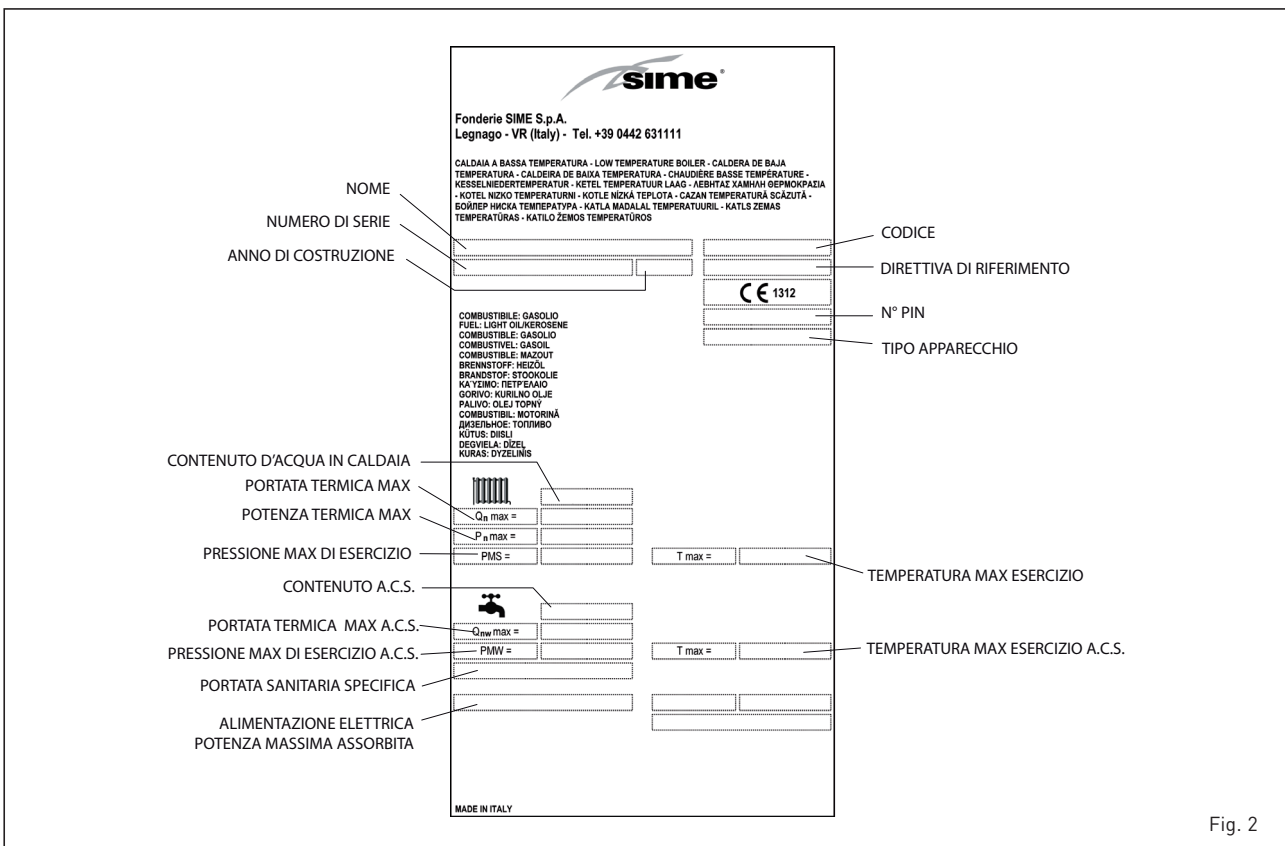 sime®
Fonderie SIME S.p.A.
Legnago - VR (Italy) - Tel. +39 0442 631111
CALDAIA A BASSA TEMPERATURA - LOW TEMPERATURE BOILER - CALDERA DE BAJA
TEMPERATURA - CALDEIRA DE BAIXA TEMPERATURA - CHAUDIÈRE BASSE TEMPÉRATURE -
KESSELNIEDERTEMPERATUR - KETEL TEMPERATUUR LAAG - ΛΕΒΗΤΑΣ ΧΑΜΗΛΗ ΘΕΡΜΟΚΡΑΣΙΑ
- KOTEL NIZKO TEMPERATURNI - KOTLE NÍZKÁ TEPLOTA - CAZAN TEMPERATURĂ SCĂZUTĂ -
БОЙЛЕР НИСКА ТЕМПЕРАТУРА - KATLA MADALAL TEMPERATUURIL - KATLS ZEMAS
TEMPERATŪRAS - KATILO ŽEMOS TEMPERATŪROS
NOME
NUMERO DI SERIE
ANNO DI COSTRUZIONE
CODICE
DIRETTIVA DI RIFERIMENTO
CE 1312
N° PIN
TIPO APPARECCHIO
COMBUSTIBILE: GASOLIO
FUEL: LIGHT OIL/KEROSENE
COMBUSTIBLE: GASOLIO
COMBUSTIVEL: GASOIL
COMBUSTIBLE: MAZOUT
BRENNSTOFF: HEIZÖL
BRANDSTOF: STOOKOLIE
ΚΑΎΣΙΜΟ: ΠΕΤΡΈΛΑΙΟ
GORIVO: KURILNO OLJE
PALIVO: OLEJ TOPNÝ
COMBUSTIBIL: MOTORINĂ
ДИЗЕЛЬНОЕ: ТОПЛИВО
KÜTUS: DIISLI
DEGVIELA: DĪZEĻ
KURAS: DYZELINIS
CONTENUTO D'ACQUA IN CALDAIA
PORTATA TERMICA MAX
Qn max =
POTENZA TERMICA MAX
Pn max =
PRESSIONE MAX DI ESERCIZIO
PMS =
T max =
TEMPERATURA MAX ESERCIZIO
CONTENUTO A.C.S.
PORTATA TERMICA MAX A.C.S.
Qnw max =
PRESSIONE MAX DI ESERCIZIO A.C.S.
PMW =
T max =
TEMPERATURA MAX ESERCIZIO A.C.S.
PORTATA SANITARIA SPECIFICA
ALIMENTAZIONE ELETTRICA
POTENZA MASSIMA ASSORBITA
MADE IN ITALY
Fig. 2